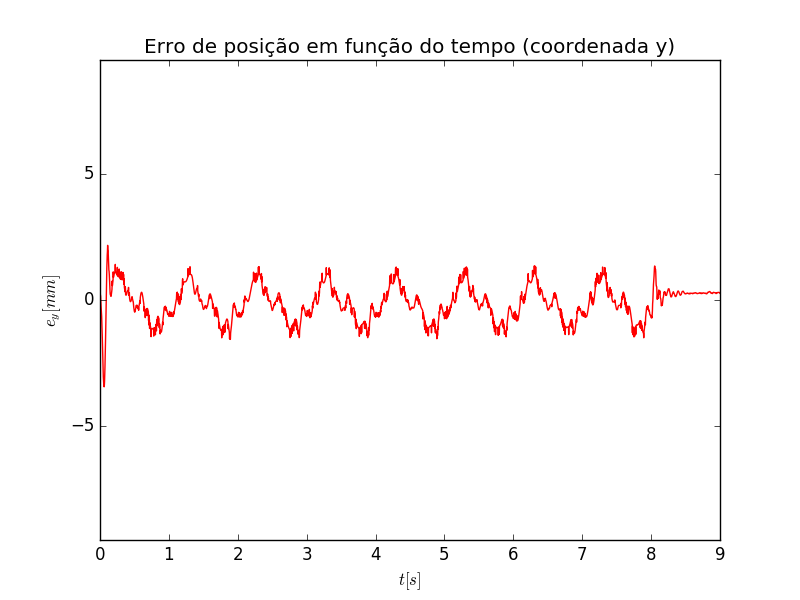 Erro de posição em função do tempo (coordenada y)
5
0
−5
e_y[mm]
0 1 2 3 4 5 6 7 8 9
t[s]